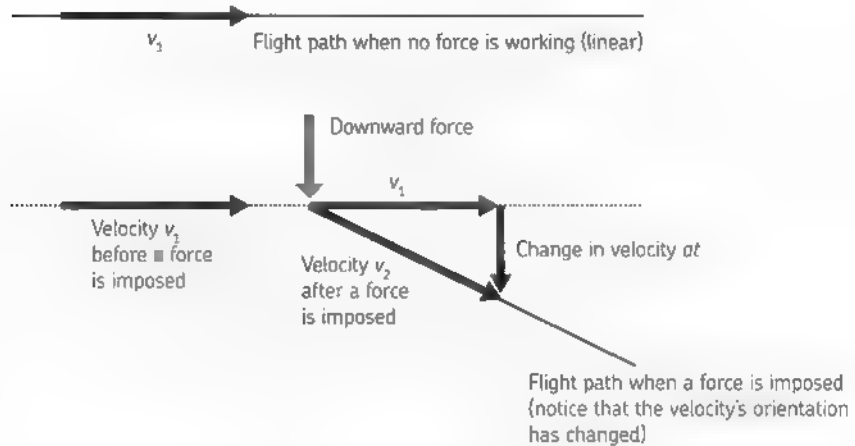 v₁
Flight path when no force is working (linear)
Downward force
v₁
Velocity v₁
before ■ force
is imposed
Velocity v₂
after a force
is imposed
Change in velocity at
Flight path when a force is imposed
(notice that the velocity's orientation
has changed)